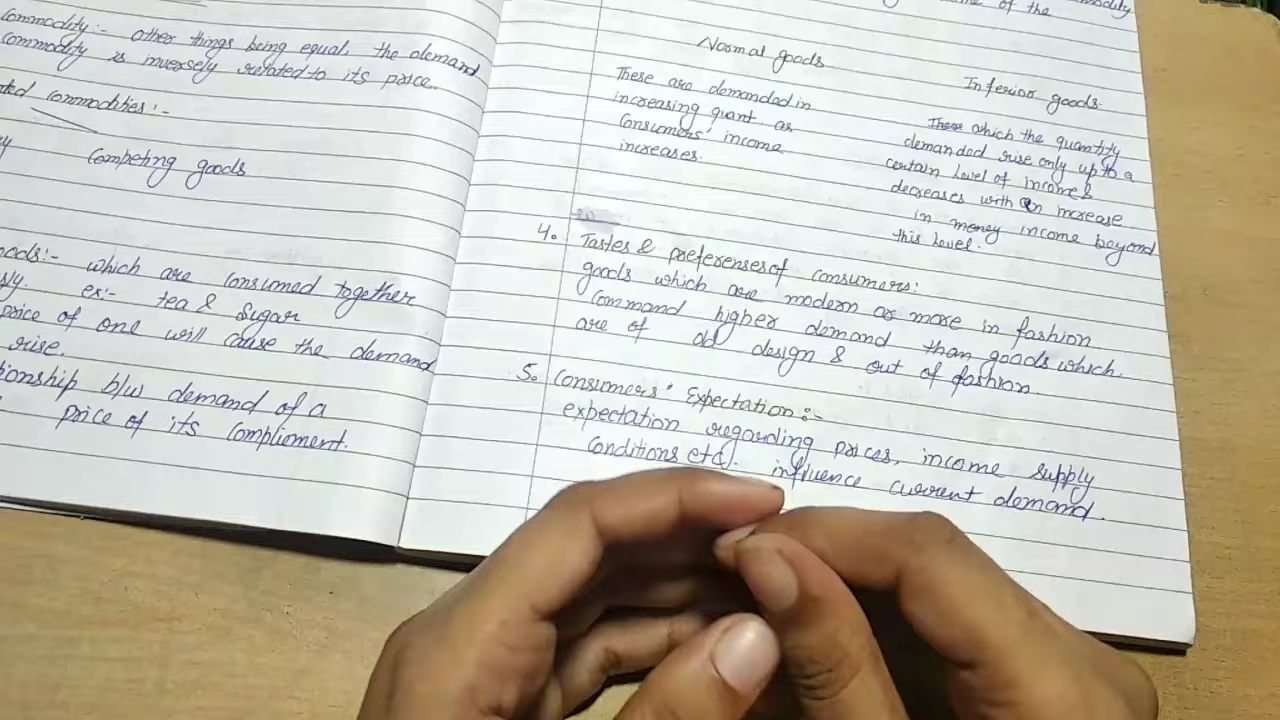 Commodity:- other things being equal, the demand
commodity is inversely related to its price.
ted commodities:-
Competing goods
oods:- which are consumed together
sly. ex:- tea & Sugar
price of one will cause the demand
rise.
ionship b/w demand of a
price of its Compliement.
of the
Normal goods
These are demanded in
increasing quant as
Consumers' income
increases.
Inferior goods
These which the quantity
demanded rise only up to a
certain level of income &
decreases with an increase
in money income beyond
this level.
4. Tastes & preferenses of consumers:
goods which are modern or more in fashion
Command higher demand than goods which
are of old design & out of fashion
5. Consumers' Expectation:-
expectation regarding prices, income supply
Conditions etc). influence current demand.